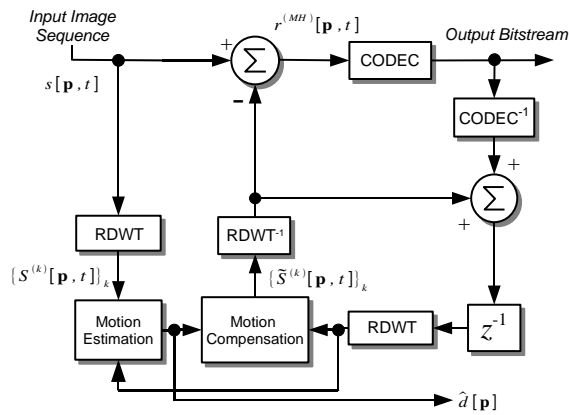 Input Image
Sequence
r^(MH)[p, t]
Output Bitstream
+
Σ
CODEC
s[p, t]
−
CODEC⁻¹
+
Σ
+
RDWT
RDWT⁻¹
{S^(k)[p, t]}_k
{S̃^(k)[p, t]}_k
Motion
Estimation
Motion
Compensation
RDWT
z⁻¹
d̂[p]